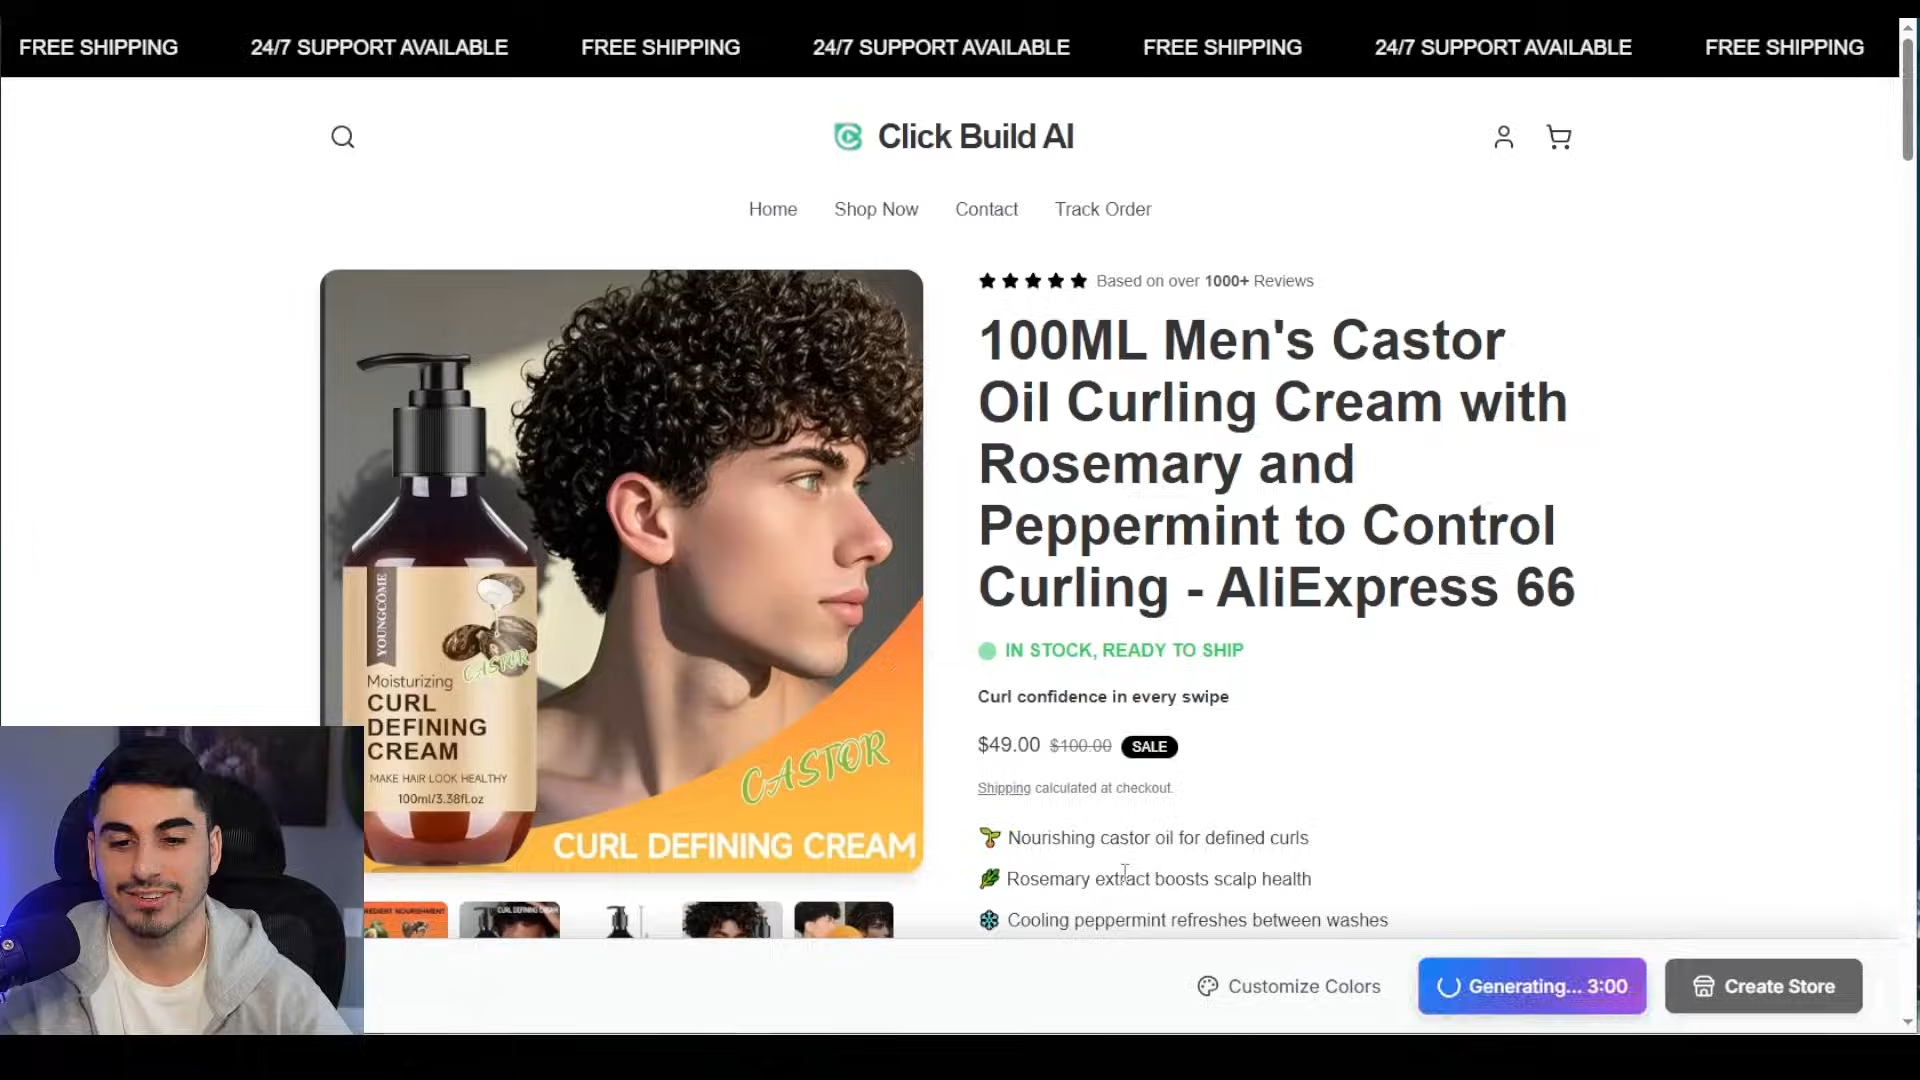 FREE SHIPPING 24/7 SUPPORT AVAILABLE FREE SHIPPING 24/7 SUPPORT AVAILABLE FREE SHIPPING 24/7 SUPPORT AVAILABLE FREE SHIPPING
Click Build AI
Home Shop Now Contact Track Order
Based on over 1000+ Reviews
100ML Men's Castor
Oil Curling Cream with
Rosemary and
Peppermint to Control
Curling - AliExpress 66
IN STOCK, READY TO SHIP
Curl confidence in every swipe
$49.00 $100.00 SALE
Shipping calculated at checkout.
Nourishing castor oil for defined curls
Rosemary extract boosts scalp health
Cooling peppermint refreshes between washes
YOUNGCOME
CASTOR
Moisturizing
CURL
DEFINING
CREAM
MAKE HAIR LOOK HEALTHY
100ml/3.38fl.oz
CASTOR
CURL DEFINING CREAM
CURL DEFINING CREAM
Customize Colors Generating... 3:00 Create Store